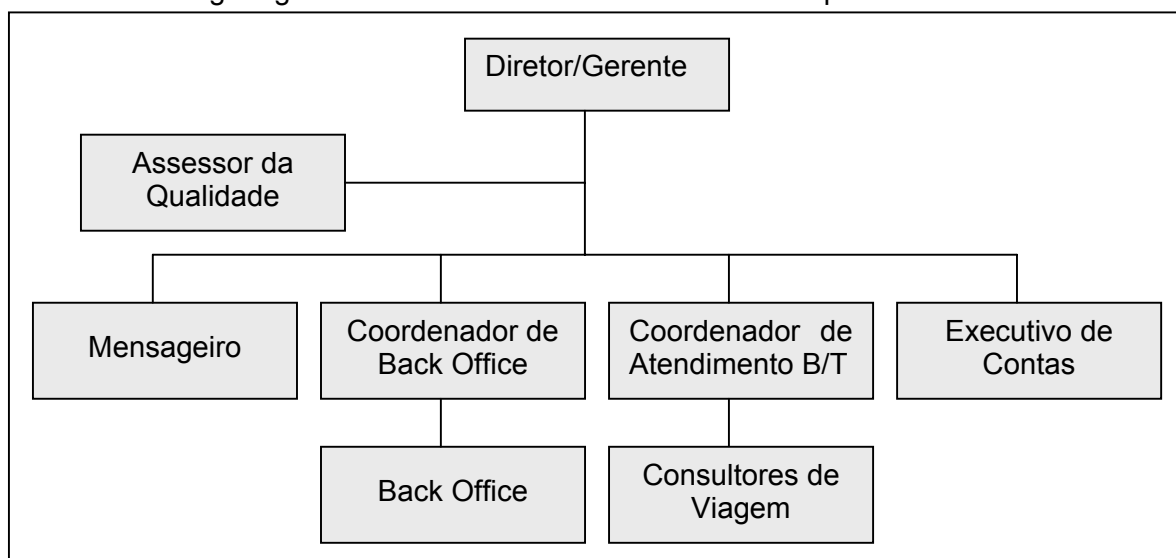 Diretor/Gerente
Assessor da
Qualidade
Mensageiro
Coordenador de
Back Office
Coordenador de
Atendimento B/T
Executivo de
Contas
Back Office
Consultores de
Viagem